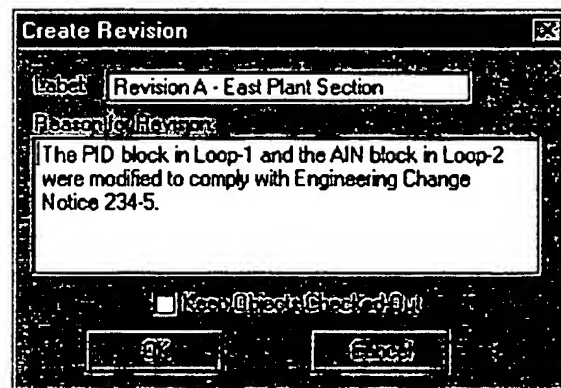 Create Revision
Label: Revision A - East Plant Section
Reason for Revision:
The PID block in Loop-1 and the AIN block in Loop-2
were modified to comply with Engineering Change
Notice 234-5.
Keep Objects Checked Out
OK Cancel